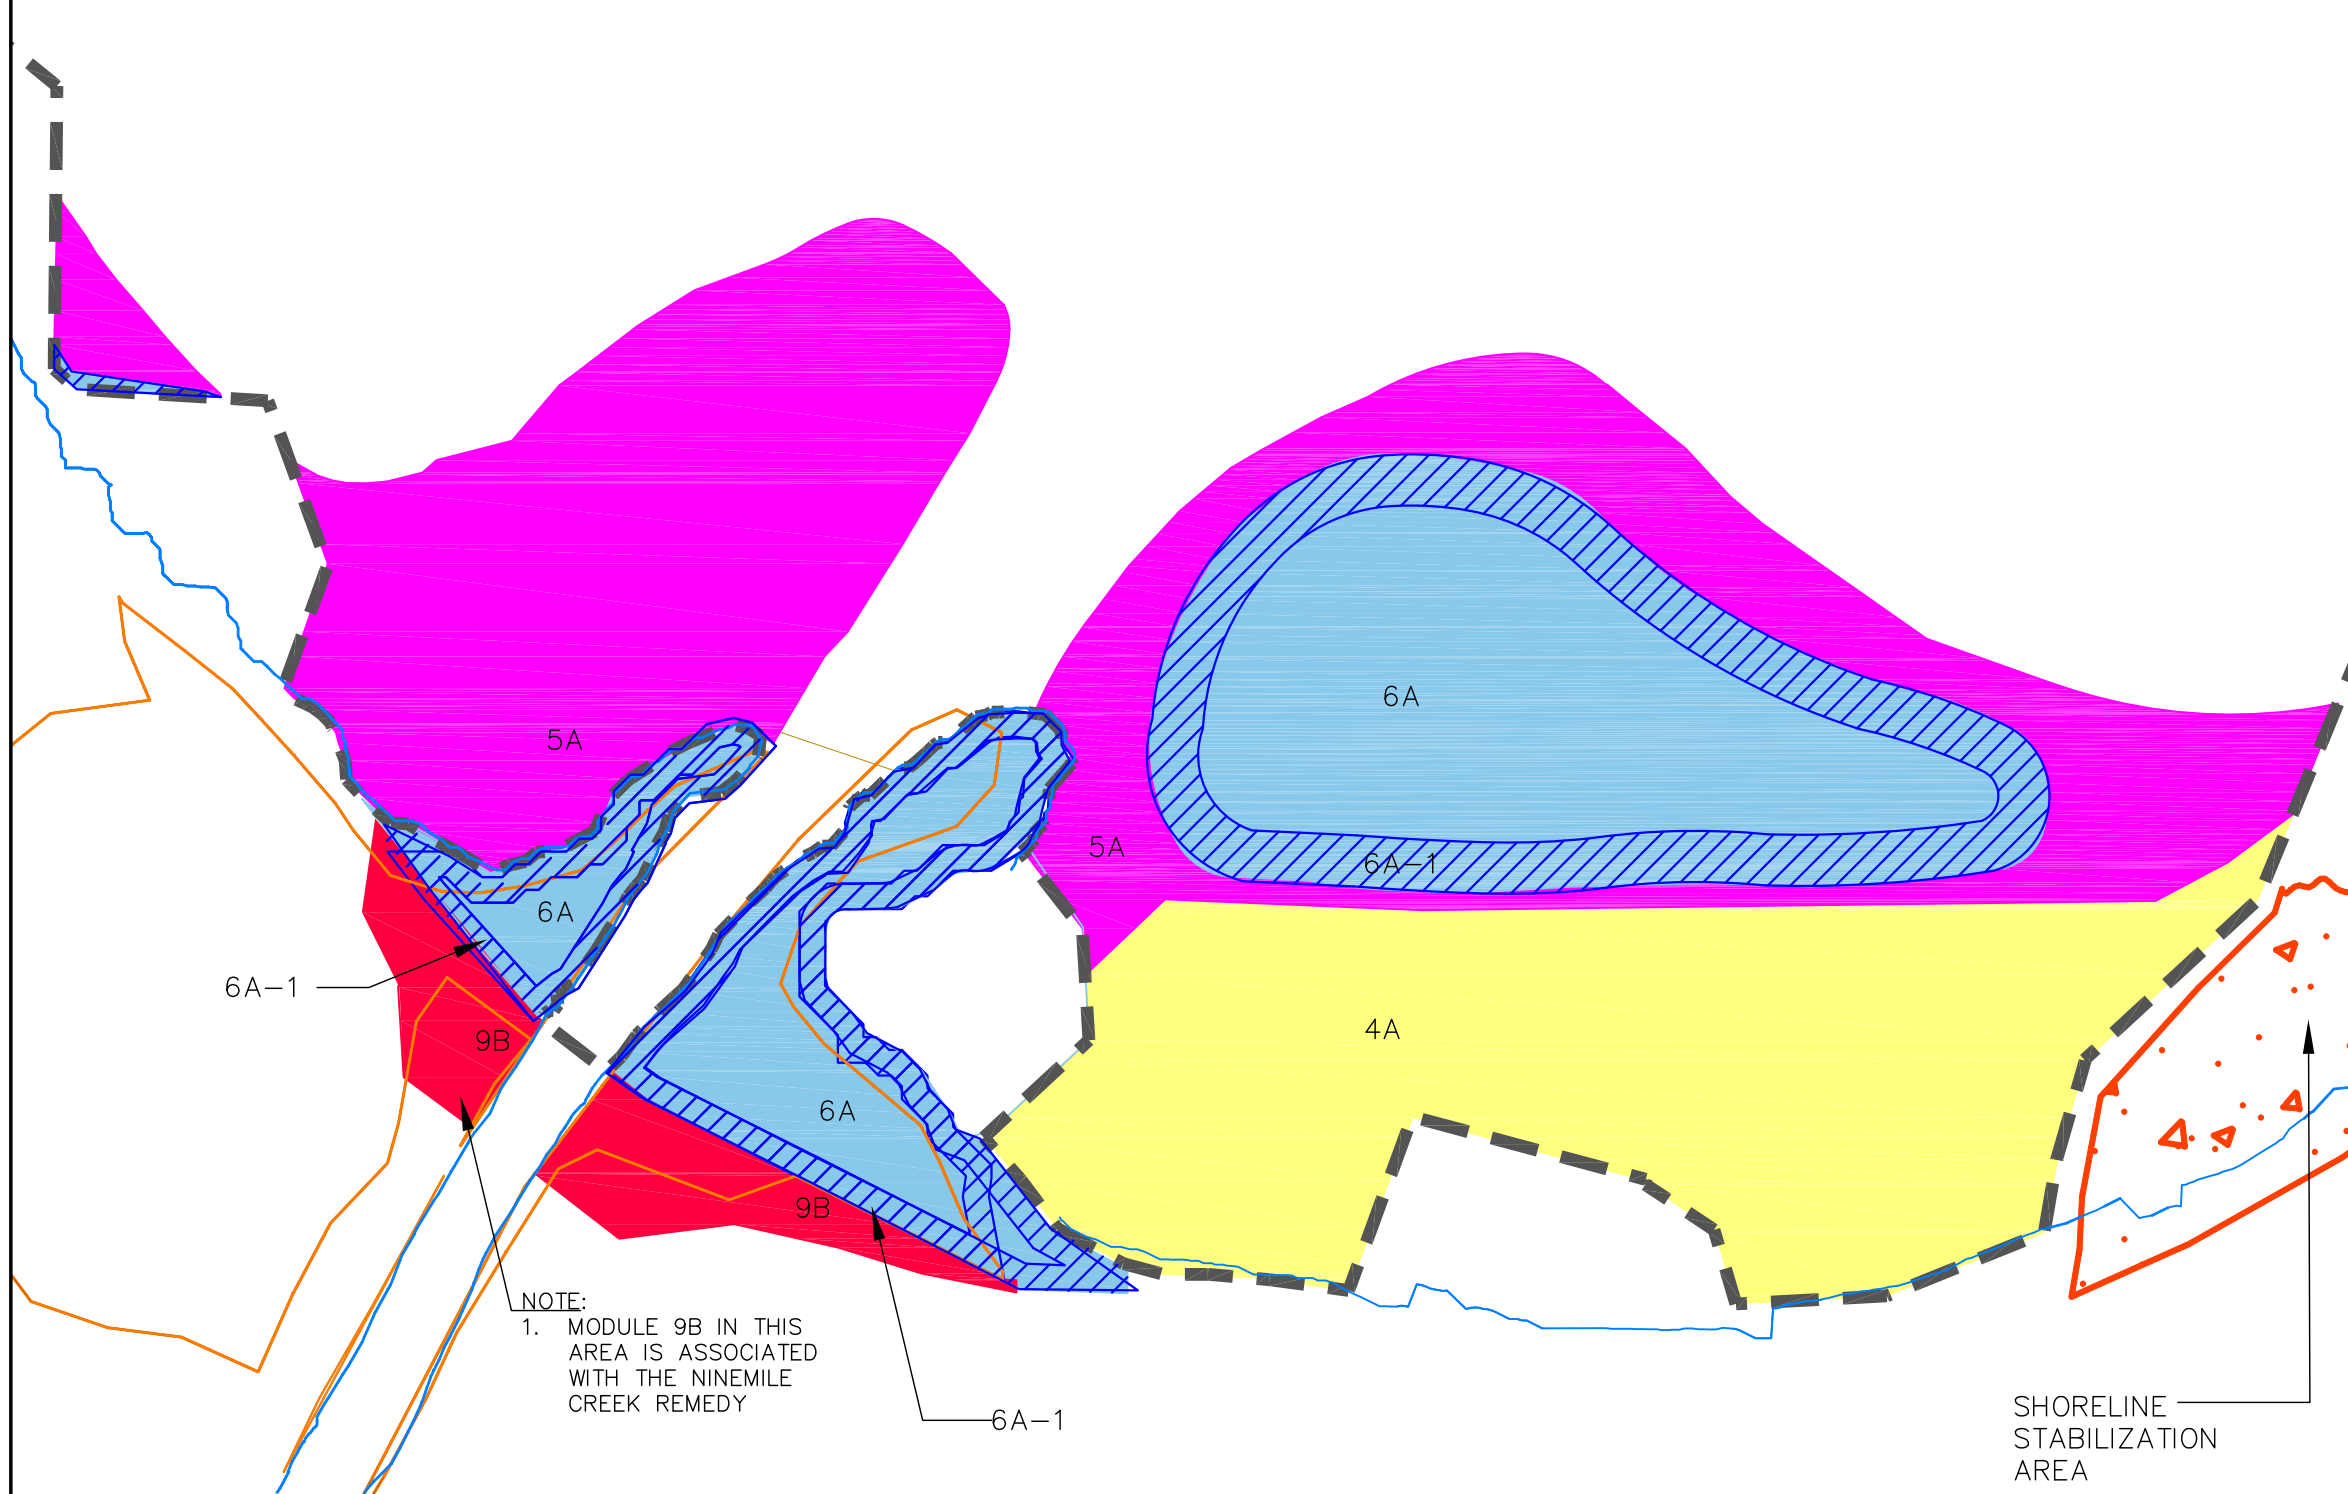 6A
5A
5A
6A-1
6A
6A-1
4A
9B
6A
9B
NOTE:
1. MODULE 9B IN THIS
AREA IS ASSOCIATED
WITH THE NINEMILE
CREEK REMEDY
6A-1
SHORELINE
STABILIZATION
AREA